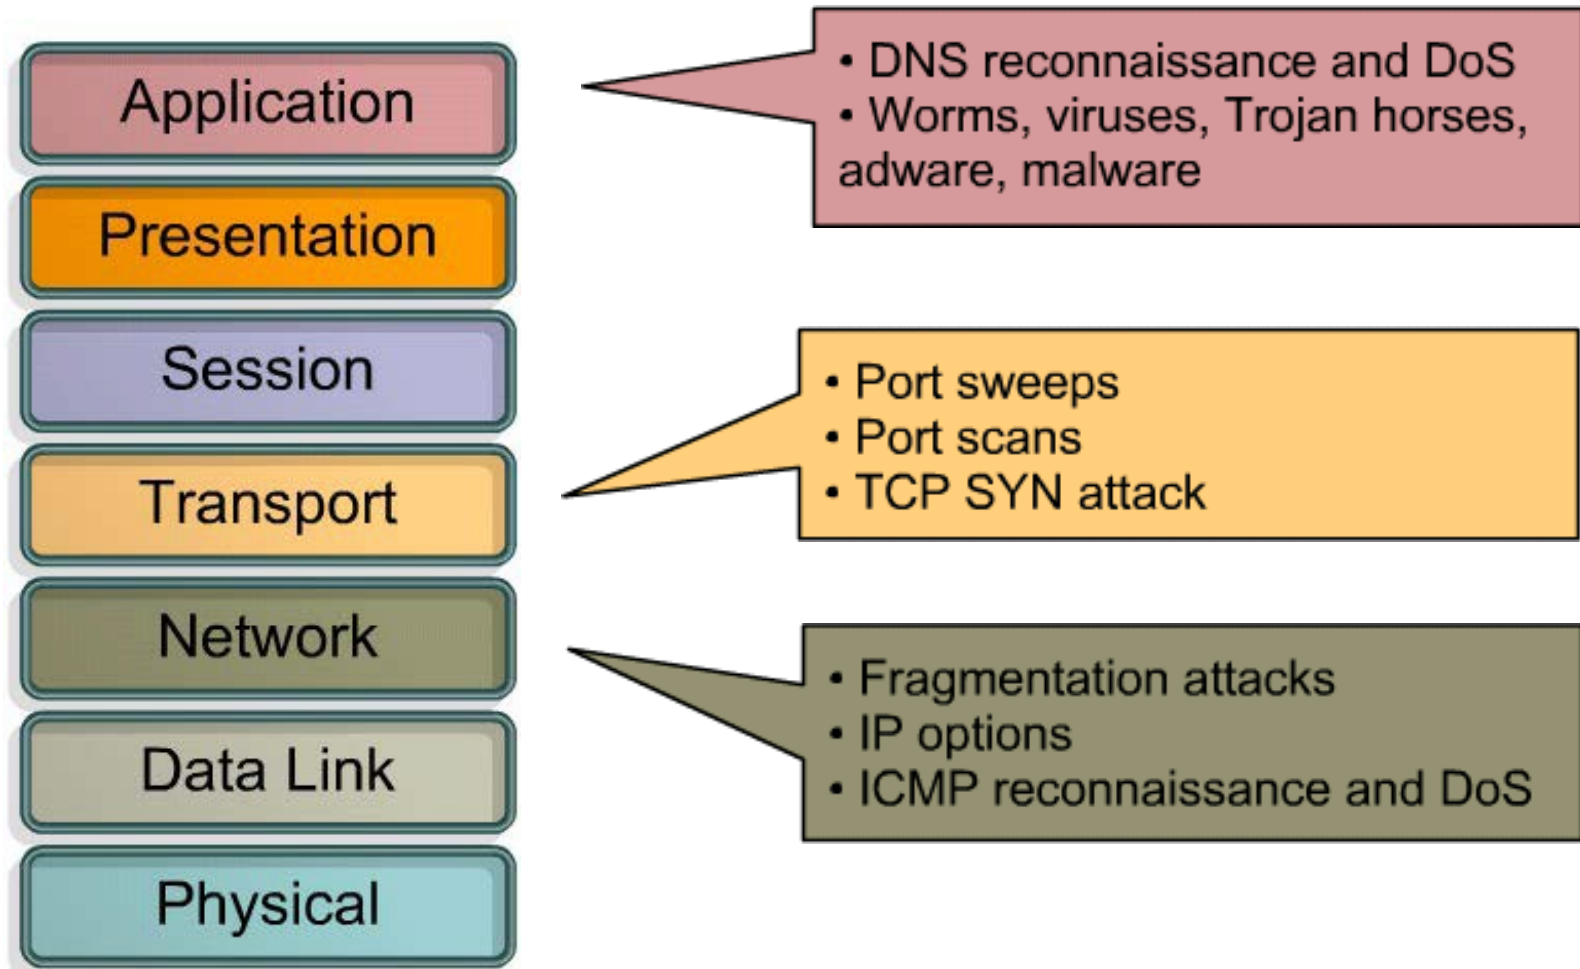 Application
Presentation
Session
Transport
Network
Data Link
Physical
• DNS reconnaissance and DoS
• Worms, viruses, Trojan horses,
adware, malware
• Port sweeps
• Port scans
• TCP SYN attack
• Fragmentation attacks
• IP options
• ICMP reconnaissance and DoS